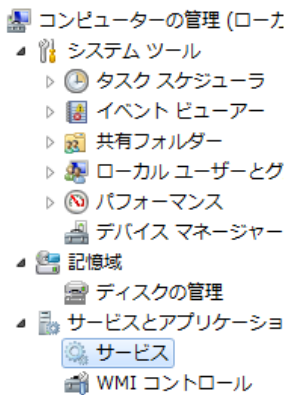 コンピューターの管理 (ローカ
システム ツール
タスク スケジューラ
イベント ビューアー
共有フォルダー
ローカル ユーザーとグ
パフォーマンス
デバイス マネージャー
記憶域
ディスクの管理
サービスとアプリケーショ
サービス
WMI コントロール